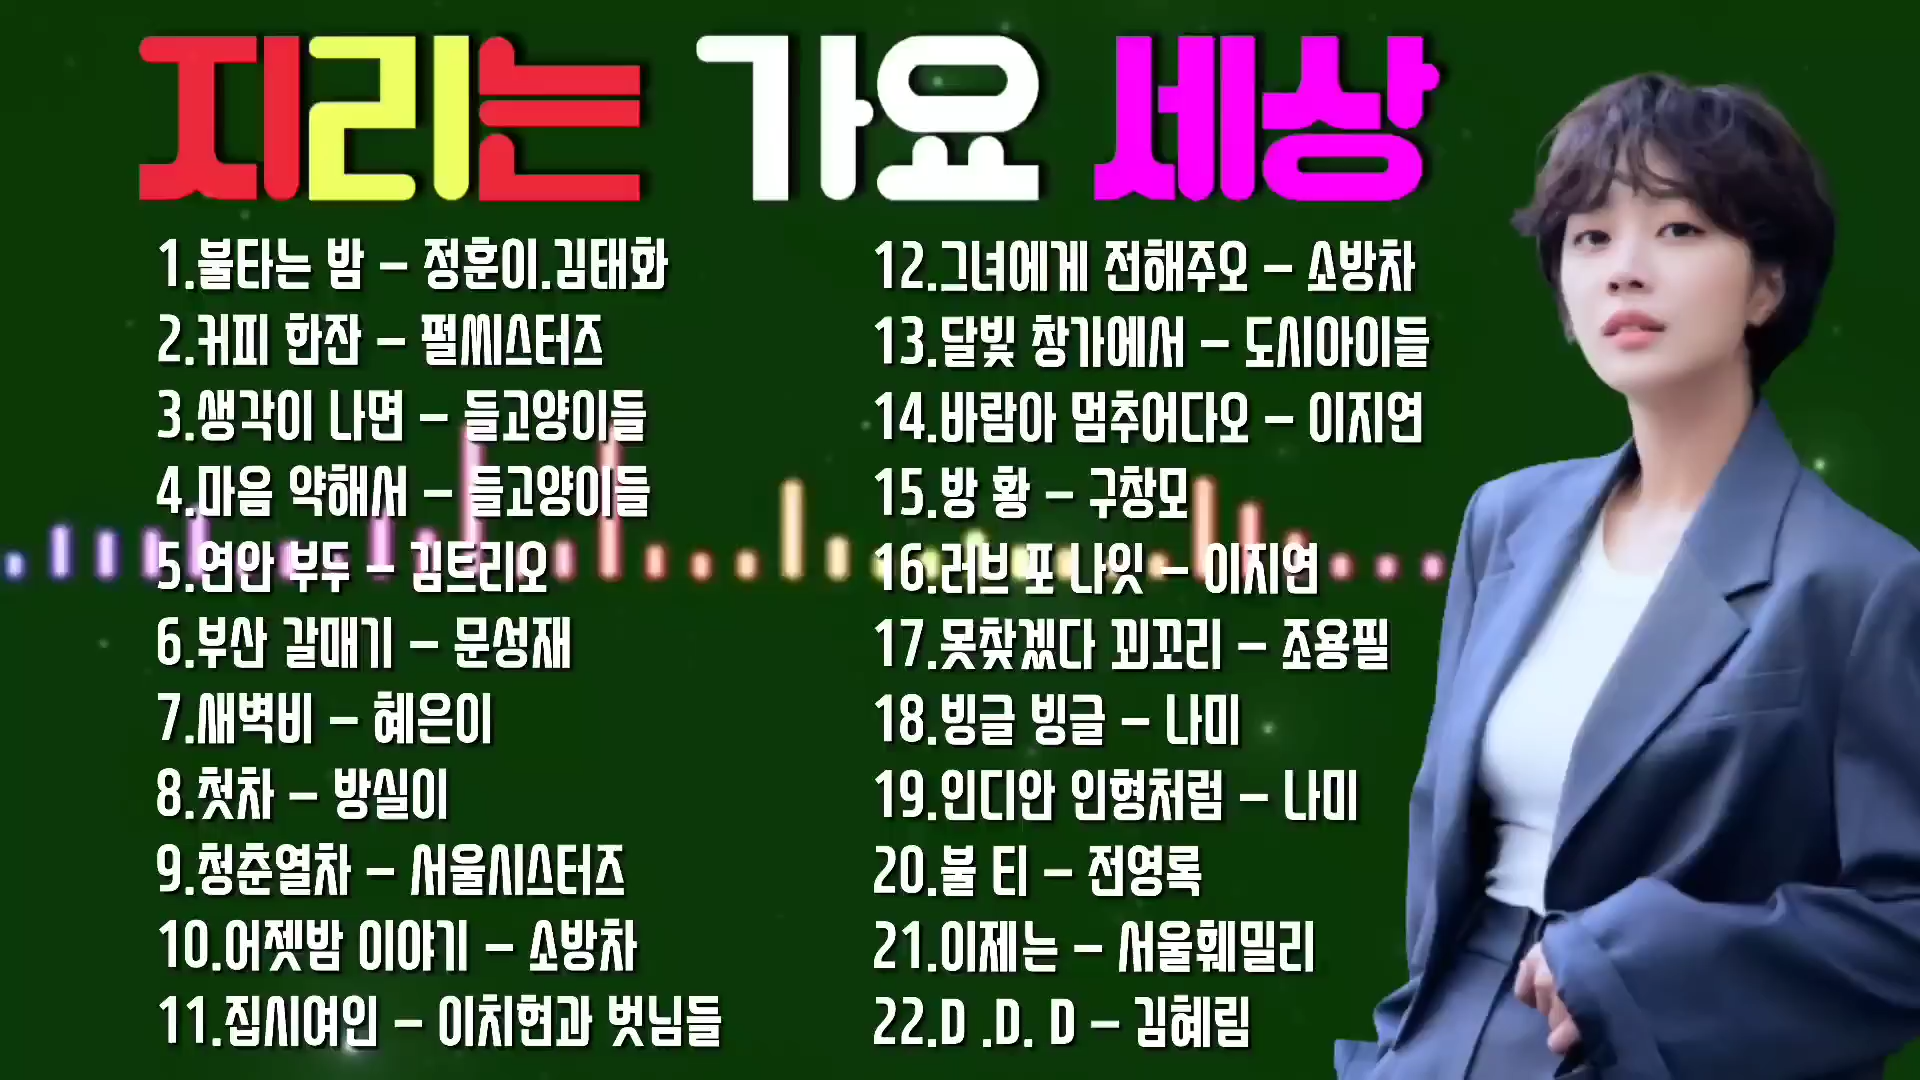 지리는 가요 세상
1.불타는 밤 – 정훈이.김태화
2.커피 한잔 – 펄씨스터즈
3.생각이 나면 – 들고양이들
4.마음 약해서 – 들고양이들
5.연안 부두 – 김트리오
6.부산 갈매기 – 문성재
7.새벽비 – 혜은이
8.첫차 – 방실이
9.청춘열차 – 서울시스터즈
10.어젯밤 이야기 – 소방차
11.집시여인 – 이치현과 벗님들
12.그녀에게 전해주오 – 소방차
13.달빛 창가에서 – 도시아이들
14.바람아 멈추어다오 – 이지연
15.방 황 – 구창모
16.러브 포 나잇 – 이지연
17.못찾겠다 꾀꼬리 – 조용필
18.빙글 빙글 – 나미
19.인디안 인형처럼 – 나미
20.불 티 – 전영록
21.이제는 – 서울훼밀리
22.D .D. D – 김혜림